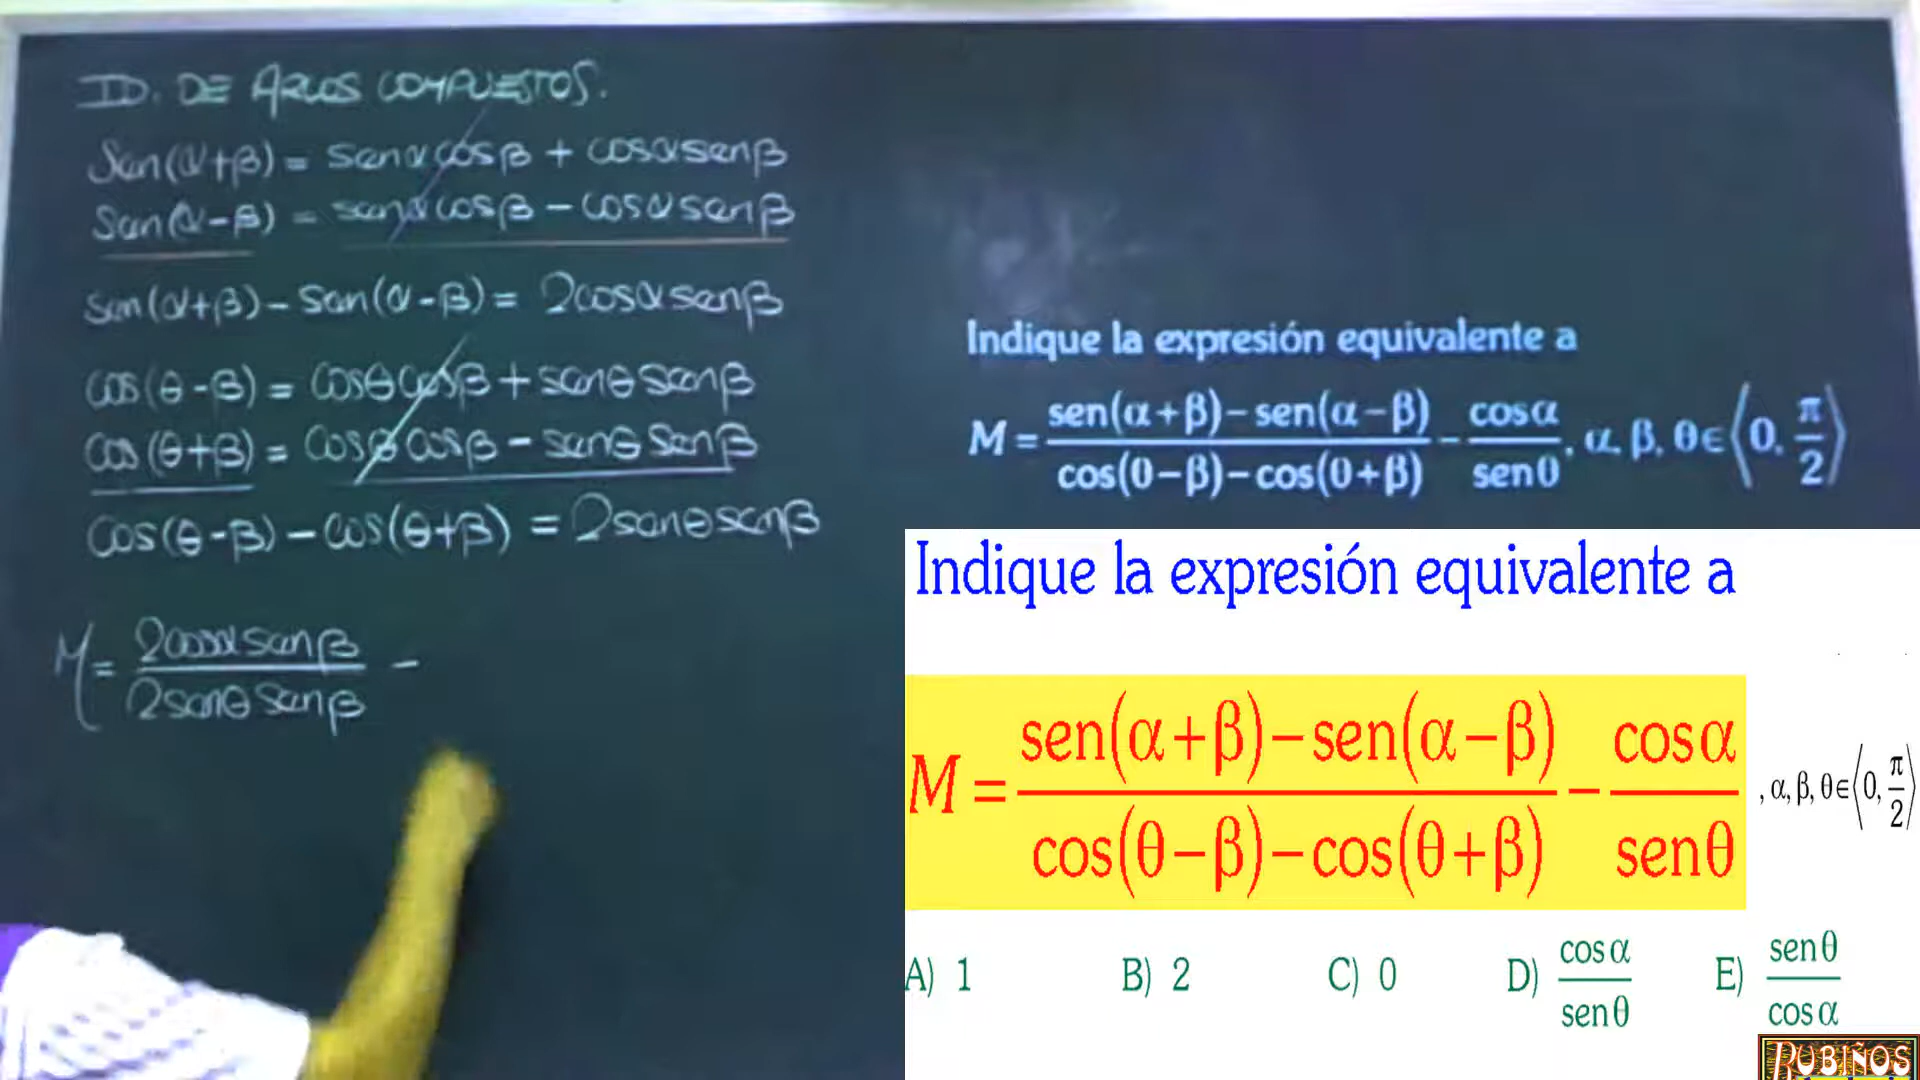 ID. DE ARCOS COMPUESTOS.
Sen(α+β) = senα cosβ + cosα senβ
Sen(α-β) = senα cosβ - cosα senβ
sen(α+β) - sen(α-β) = 2cosα senβ
cos(θ-β) = cosθ cosβ + senθ senβ
cos(θ+β) = cosθ cosβ - senθ senβ
cos(θ-β) - cos(θ+β) = 2senθ senβ
M = 2cosα senβ / 2senθ senβ -
Indique la expresión equivalente a
M = sen(α+β)-sen(α-β) / cos(θ-β)-cos(θ+β) - cosα / senθ, α, β, θ∈⟨0, π/2⟩
Indique la expresión equivalente a
M = sen(α+β)-sen(α-β) / cos(θ-β)-cos(θ+β) - cosα / senθ , α, β, θ∈⟨0, π/2⟩
A) 1 B) 2 C) 0 D) cosα / senθ E) senθ / cosα
RUBIÑOS